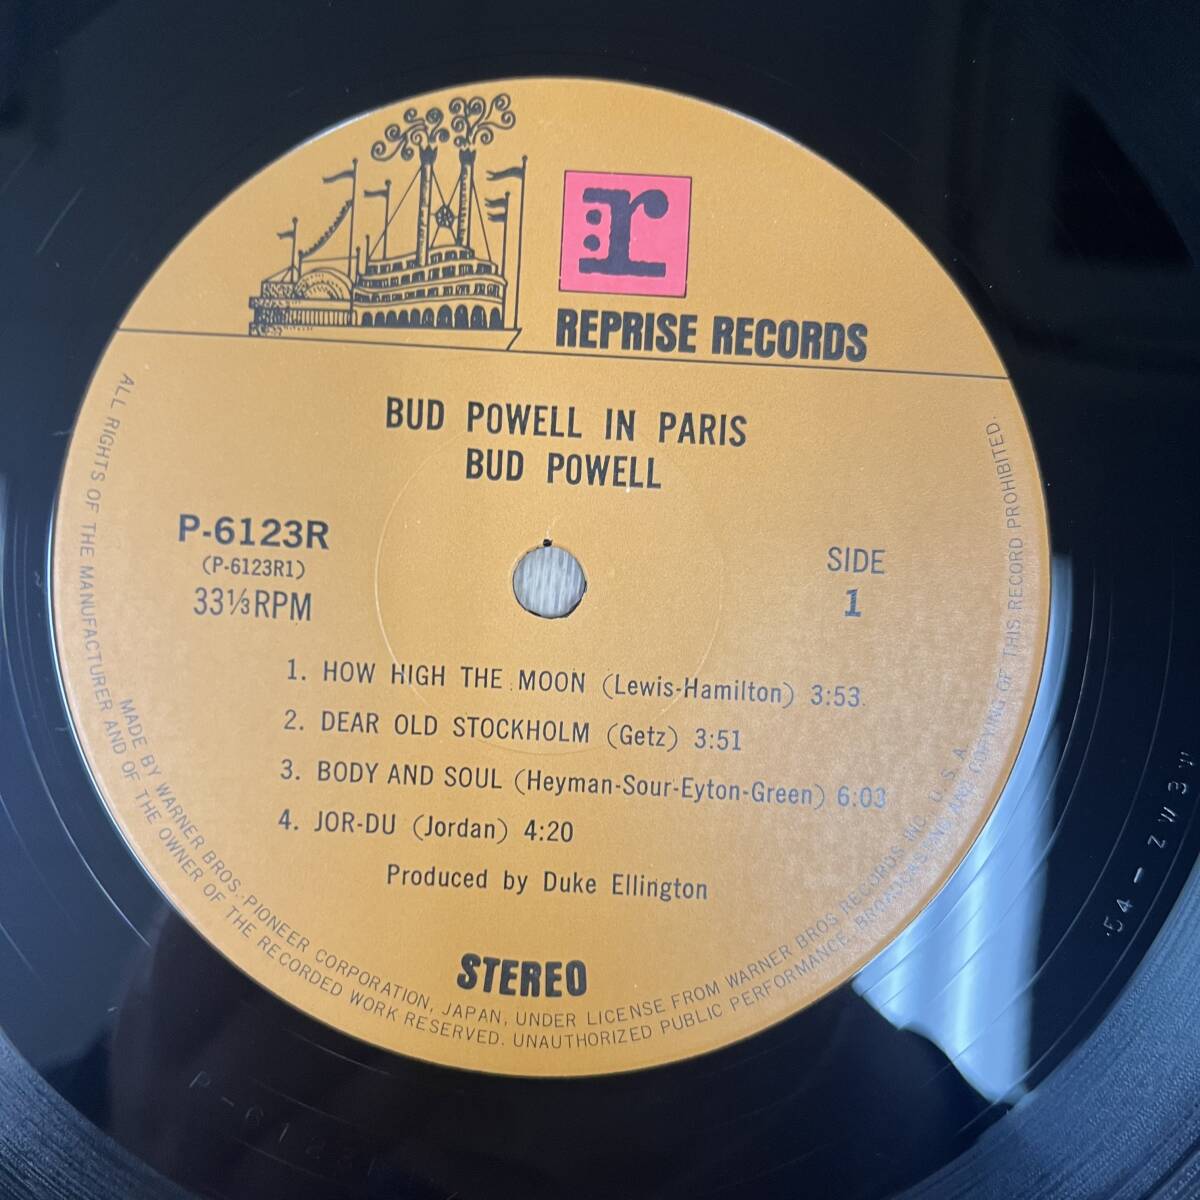 r
REPRISE RECORDS
BUD POWELL IN PARIS
BUD POWELL
P-6123R
(P-6123R1)
33⅓RPM
SIDE
1
1. HOW HIGH THE MOON (Lewis-Hamilton) 3:53
2. DEAR OLD STOCKHOLM (Getz) 3:51
3. BODY AND SOUL (Heyman-Sour-Eyton-Green) 6:03
4. JOR-DU (Jordan) 4:20
Produced by Duke Ellington
STEREO
MADE BY WARNER BROS.-PIONEER CORPORATION, JAPAN, UNDER LICENSE FROM WARNER BROS RECORDS INC. U. S. A.
ALL RIGHTS OF THE MANUFACTURER AND OF THE OWNER OF THE RECORDED WORK RESERVED. UNAUTHORIZED PUBLIC PERFORMANCE, BROADCASTING AND COPYING OF THIS RECORD PROHIBITED.